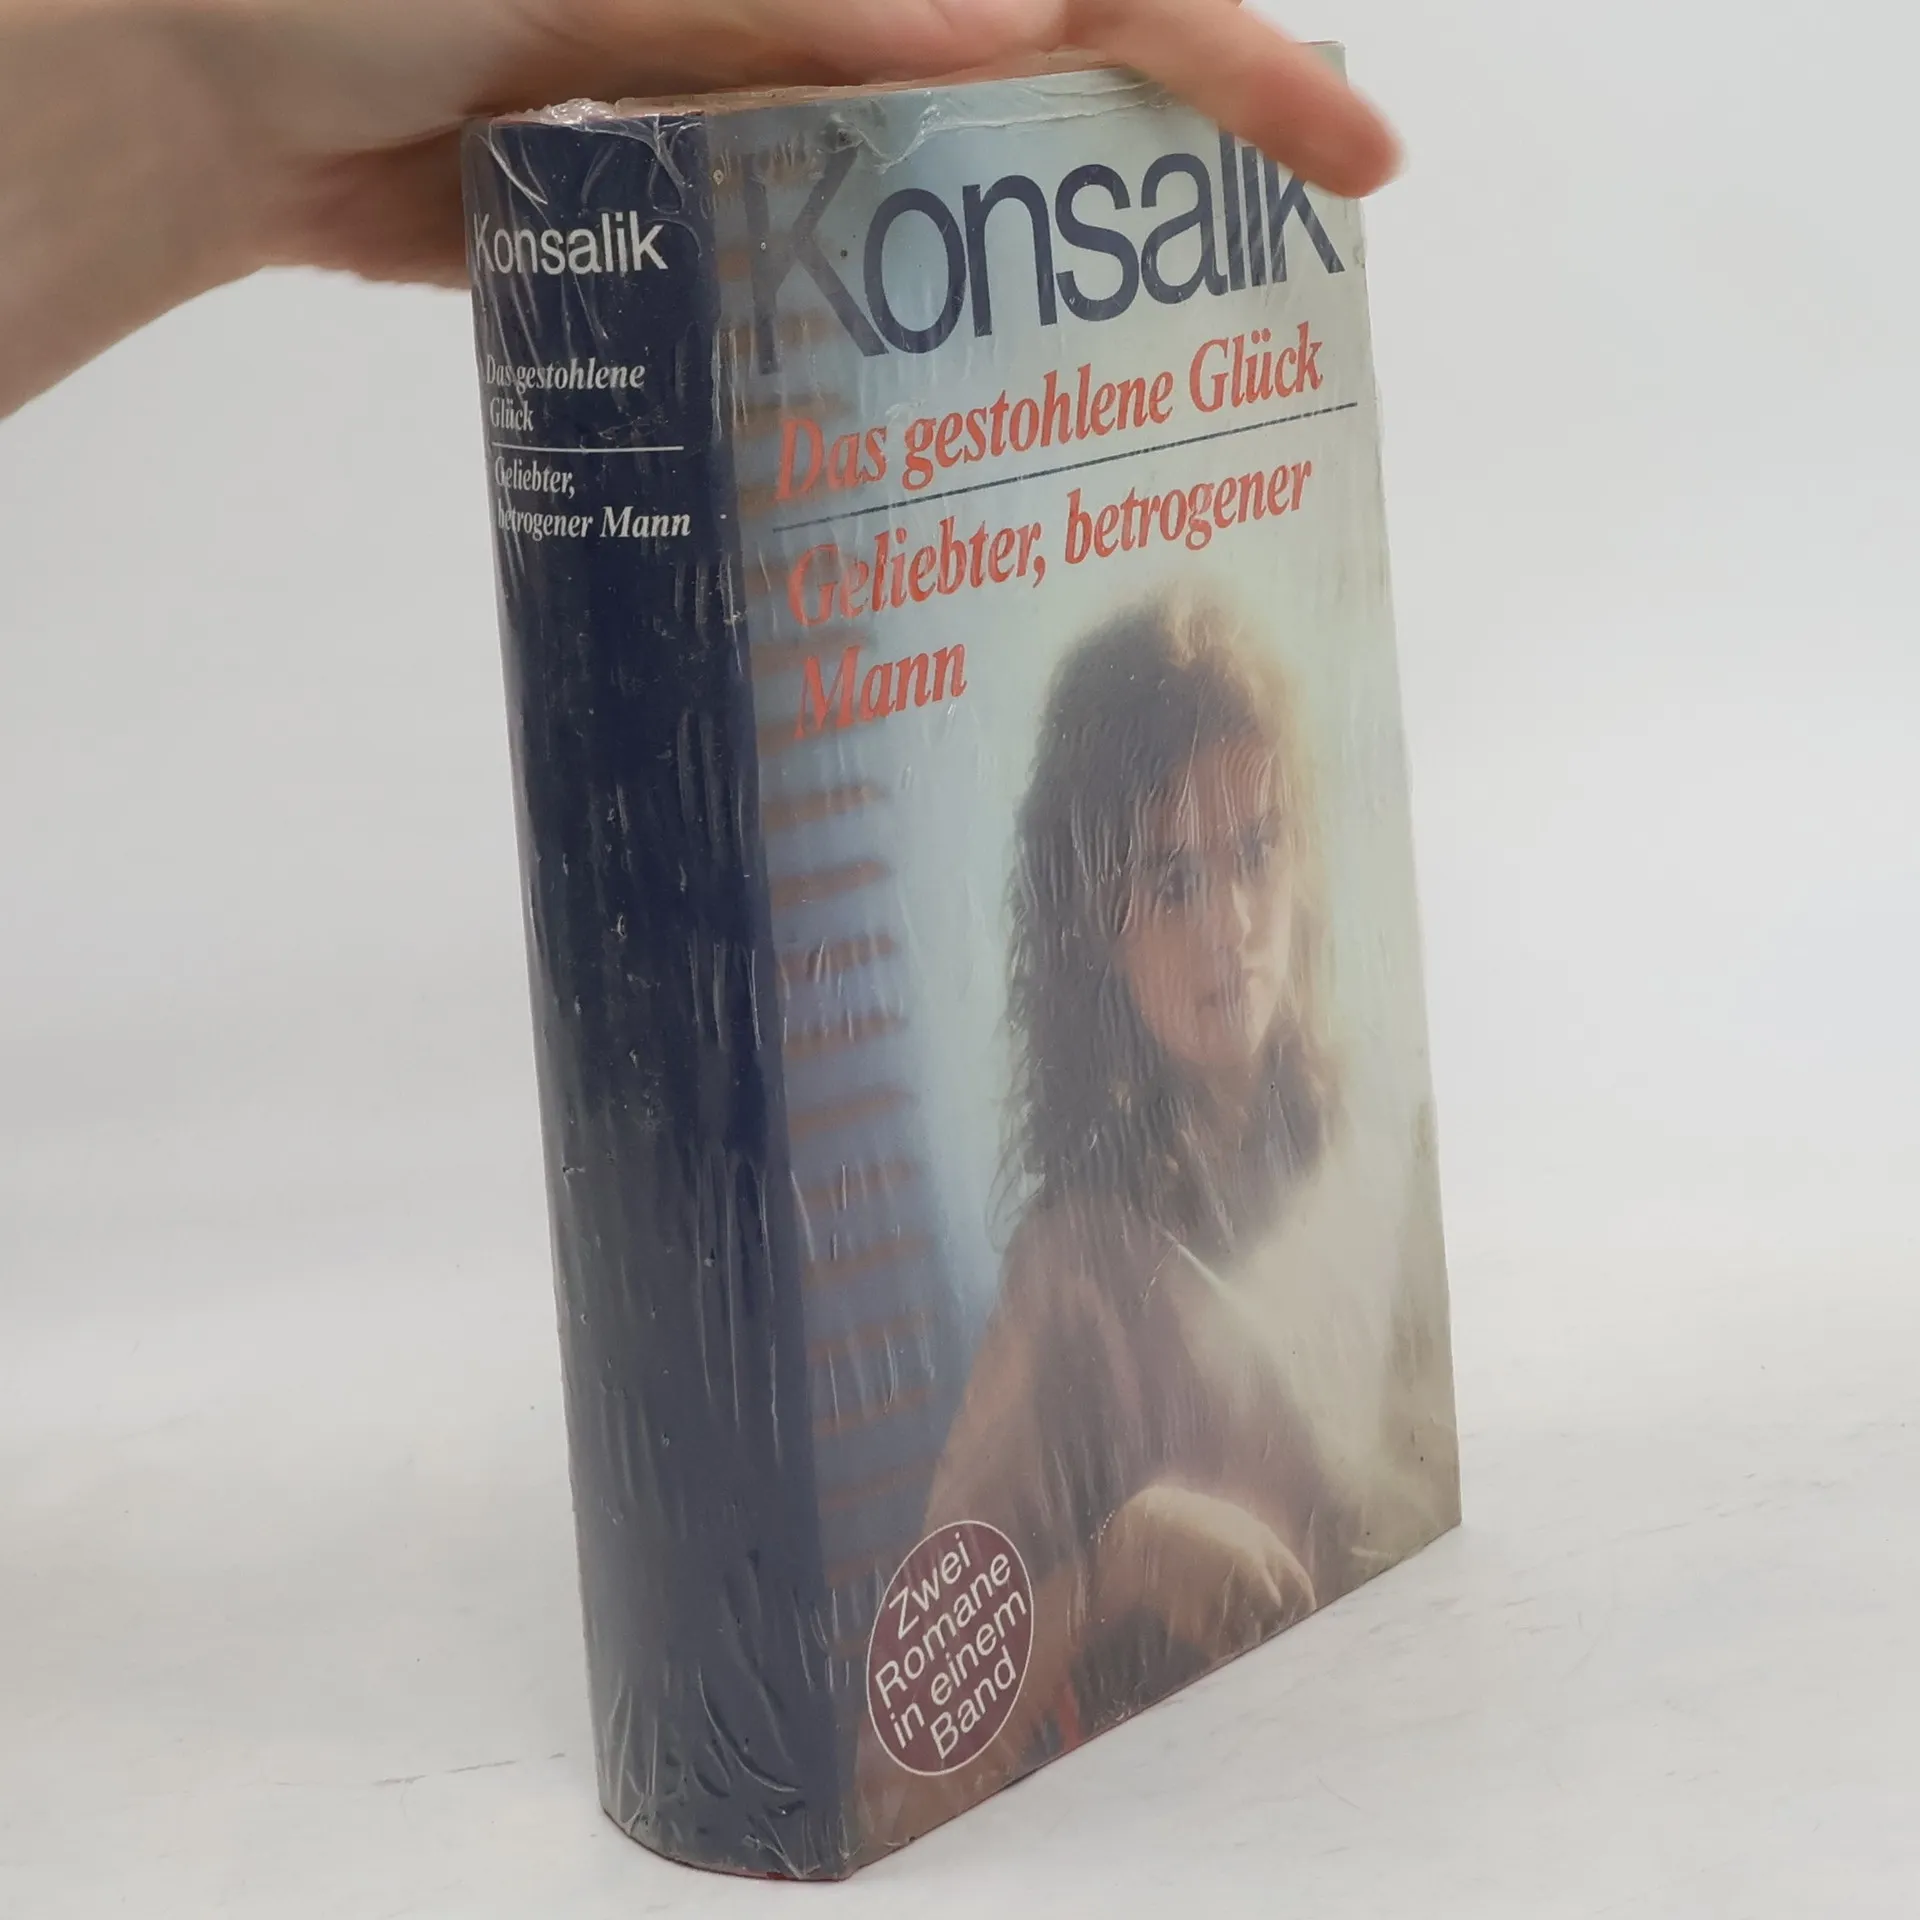 Konsalik
Das gestohlene
Glück
Geliebter,
betrogener Mann
Konsalik
Das gestohlene Glück
Geliebter, betrogener
Mann
Zwei
Romane
in einem
Band